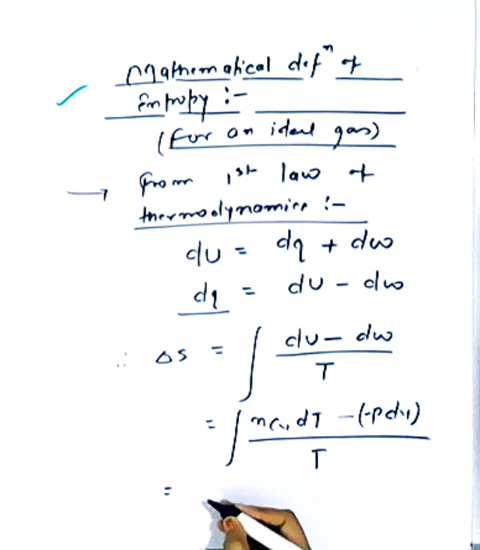 Mathematical defⁿ of
Entropy :-
(For an ideal gas)
→ From 1st law of
thermodynamics :-
dU = dq + dw
dq = dU - dw
∴ ΔS = ∫ (dU - dw) / T
= ∫ (nCv dT - (-pdv)) / T
=